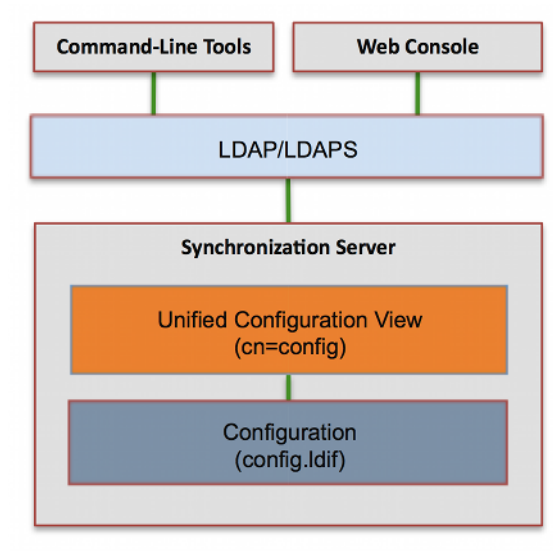 Command-Line Tools
Web Console
LDAP/LDAPS
Synchronization Server
Unified Configuration View
(cn=config)
Configuration
(config.ldif)